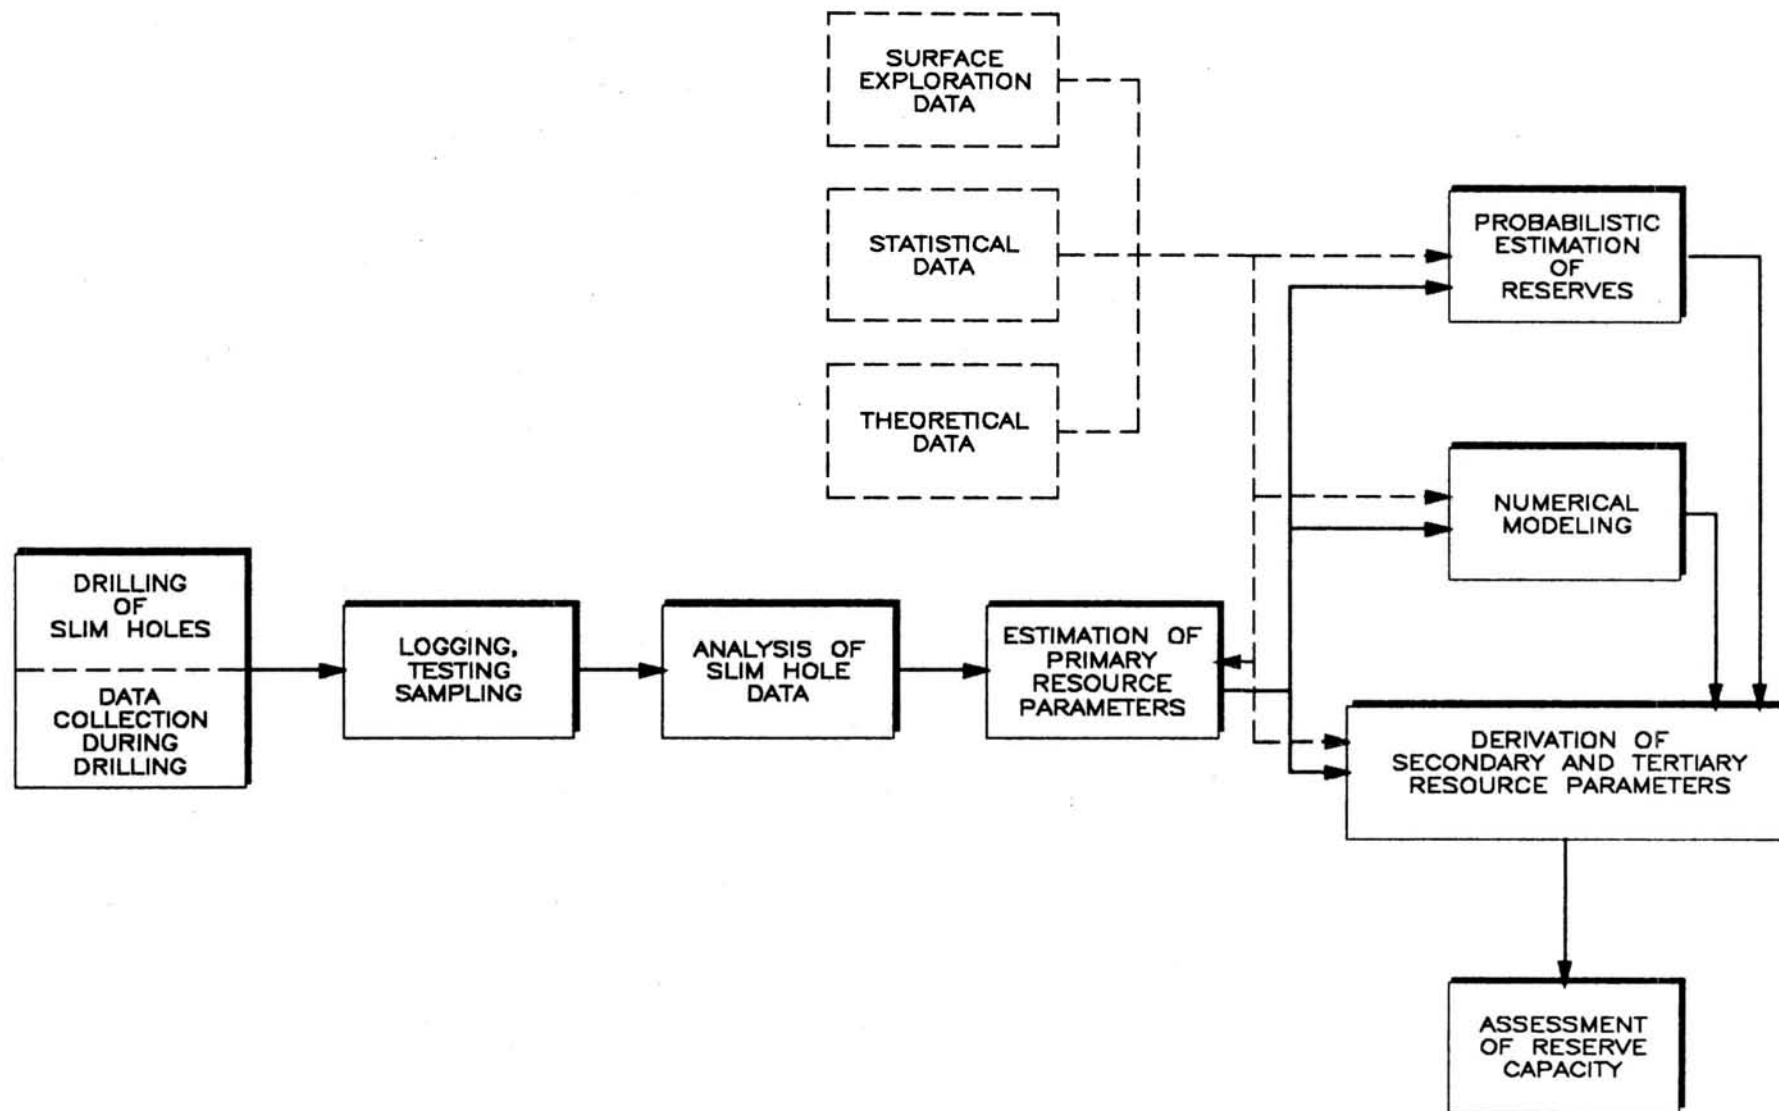 SURFACE
EXPLORATION
DATA
STATISTICAL
DATA
THEORETICAL
DATA
PROBABILISTIC
ESTIMATION
OF
RESERVES
NUMERICAL
MODELING
DRILLING
OF
SLIM HOLES
DATA
COLLECTION
DURING
DRILLING
LOGGING,
TESTING
SAMPLING
ANALYSIS OF
SLIM HOLE
DATA
ESTIMATION OF
PRIMARY
RESOURCE
PARAMETERS
DERIVATION OF
SECONDARY AND TERTIARY
RESOURCE PARAMETERS
ASSESSMENT
OF RESERVE
CAPACITY